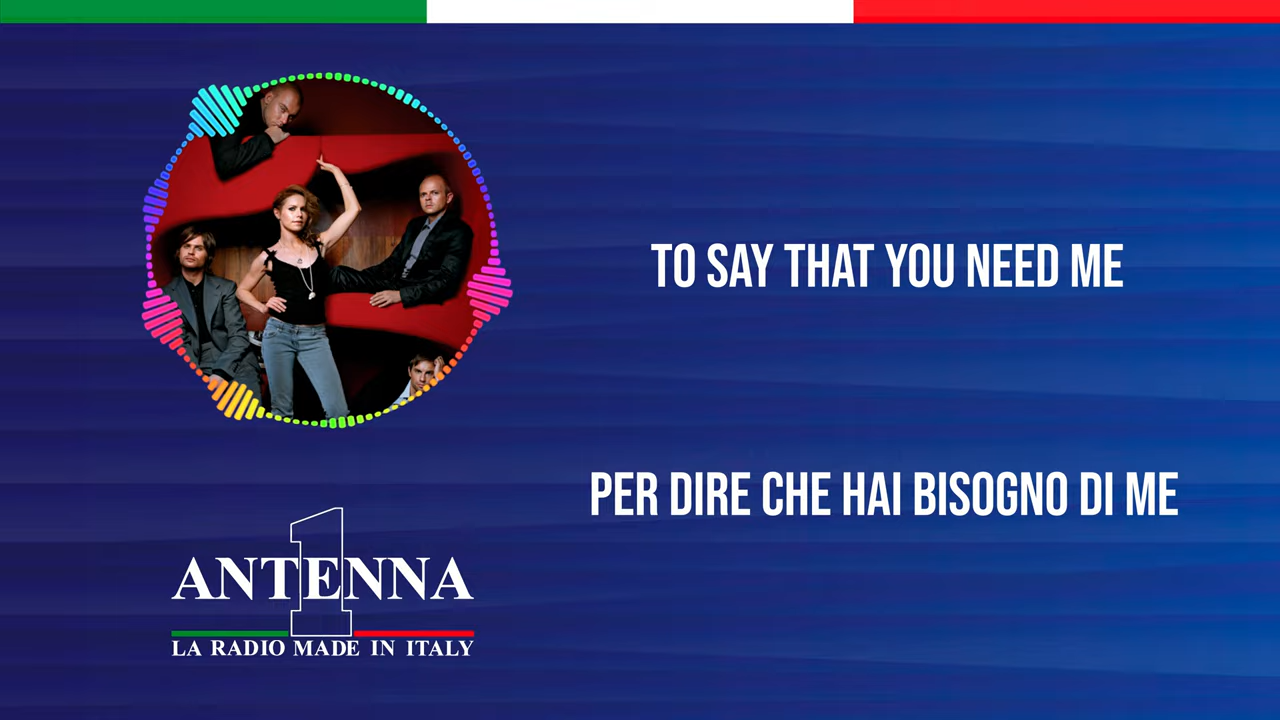 TO SAY THAT YOU NEED ME
PER DIRE CHE HAI BISOGNO DI ME
1
ANTENNA
LA RADIO MADE IN ITALY